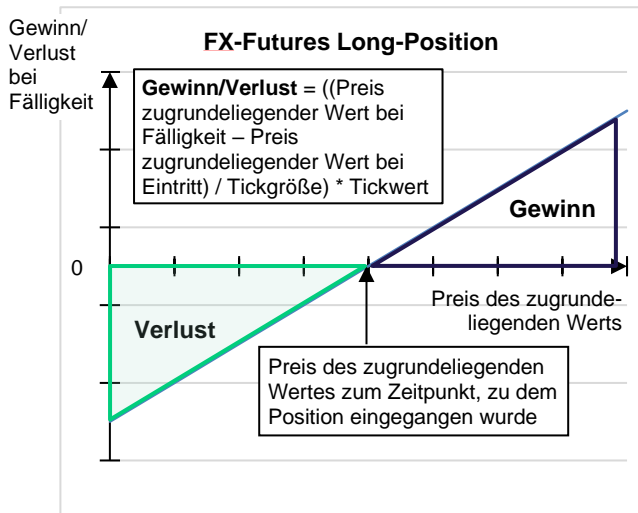 Gewinn/
Verlust
bei
Fälligkeit
FX-Futures Long-Position
Gewinn/Verlust = ((Preis
zugrundeliegender Wert bei
Fälligkeit – Preis
zugrundeliegender Wert bei
Eintritt) / Tickgröße) * Tickwert
Gewinn
0
Preis des zugrunde-
liegenden Werts
Verlust
Preis des zugrundeliegenden
Wertes zum Zeitpunkt, zu dem
Position eingegangen wurde